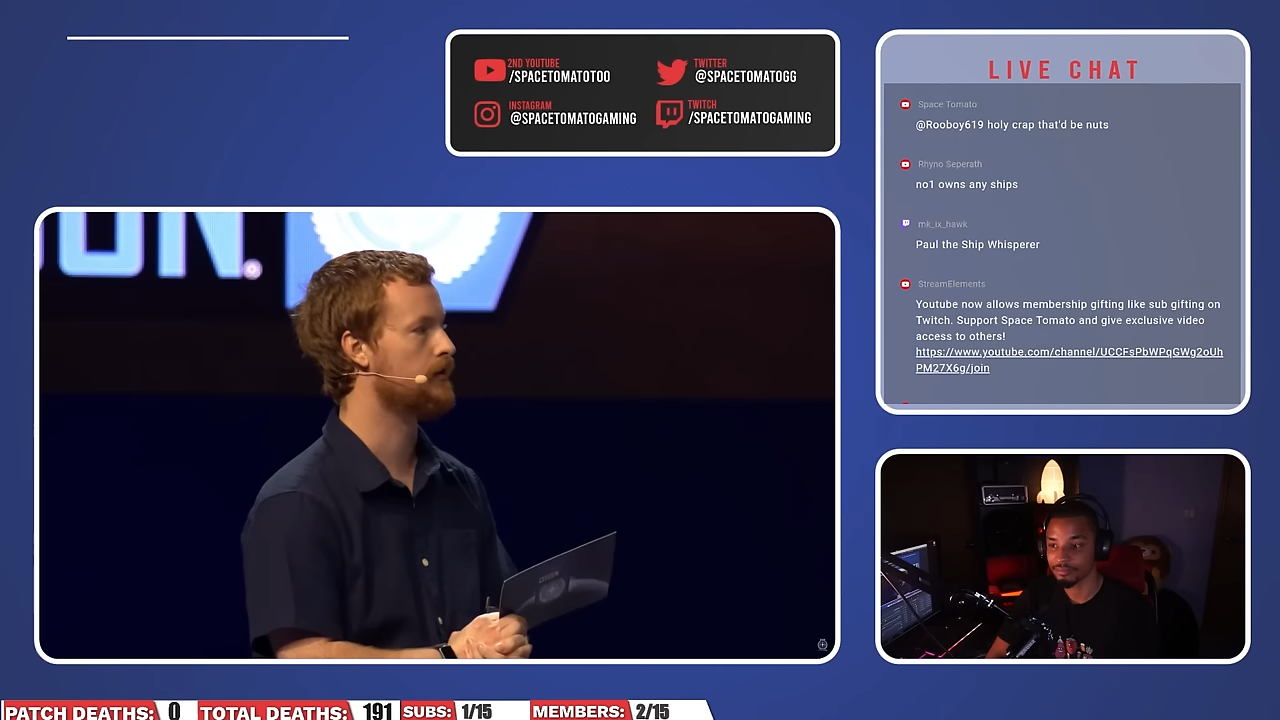 2ND YOUTUBE
/SPACETOMATOTOO
TWITTER
@SPACETOMATOGG
INSTAGRAM
@SPACETOMATOGAMING
TWITCH
/SPACETOMATOGAMING
LIVE CHAT
Space Tomato
@Rooboy619 holy crap that'd be nuts
Rhyno Seperath
no1 owns any ships
mk_ix_hawk
Paul the Ship Whisperer
StreamElements
Youtube now allows membership gifting like sub gifting on
Twitch. Support Space Tomato and give exclusive video
access to others!
https://www.youtube.com/channel/UCCFsPbWPqGWg2oUh
PM27X6g/join
ON.
PATCH DEATHS: 0 TOTAL DEATHS: 191 SUBS: 1/15 MEMBERS: 2/15